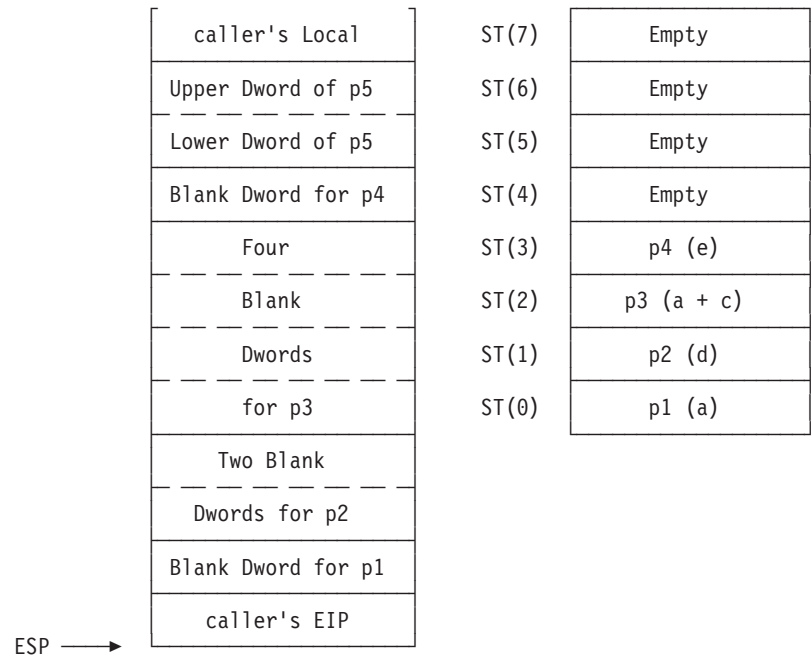 caller's Local ST(7) Empty
Upper Dword of p5 ST(6) Empty
Lower Dword of p5 ST(5) Empty
Blank Dword for p4 ST(4) Empty
Four ST(3) p4 (e)
Blank ST(2) p3 (a + c)
Dwords ST(1) p2 (d)
for p3 ST(0) p1 (a)
Two Blank
Dwords for p2
Blank Dword for p1
caller's EIP
ESP